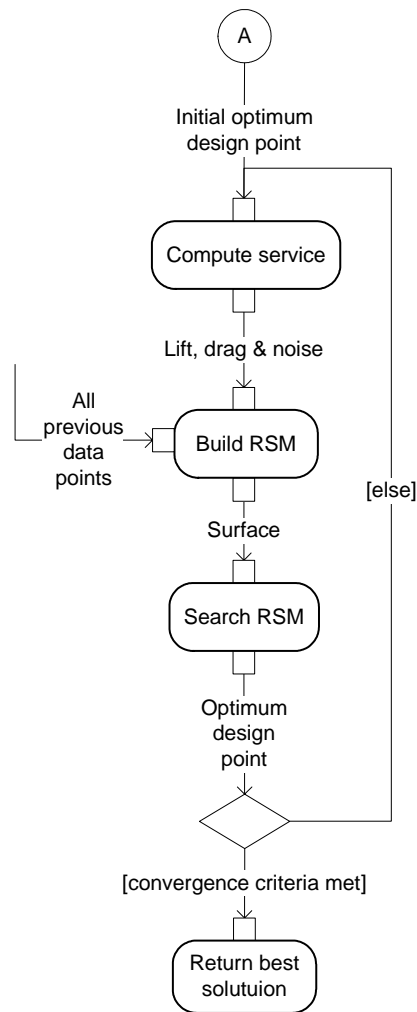 A
Initial optimum
design point
Compute service
Lift, drag & noise
All
previous
data
points
Build RSM
[else]
Surface
Search RSM
Optimum
design
point
[convergence criteria met]
Return best
solutuion